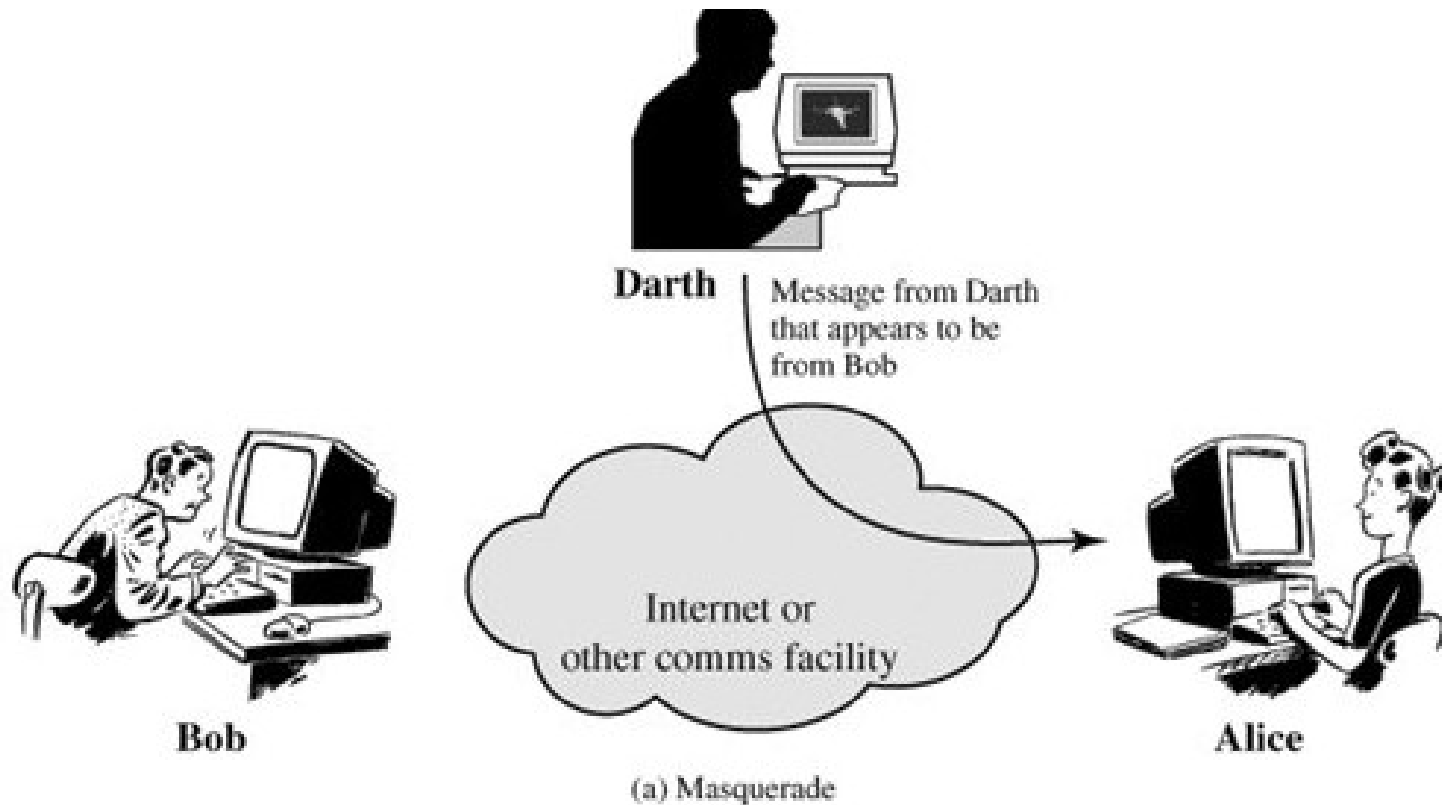 Darth
Message from Darth
that appears to be
from Bob
Internet or
other comms facility
Bob
Alice
(a) Masquerade